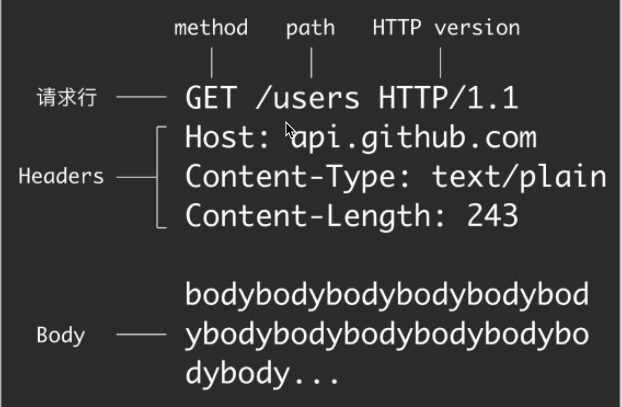 method path HTTP version
请求行 GET /users HTTP/1.1
Host: api.github.com
Headers Content-Type: text/plain
Content-Length: 243
bodybodybodybodybodybod
Body ybodybodybodybodybodybo
dybody...